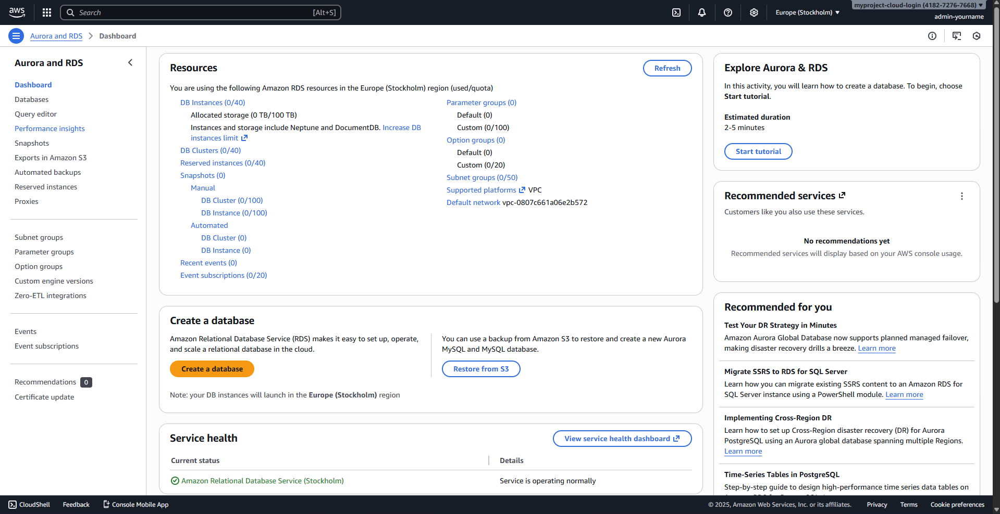 aws
Search
[Alt+S]
Europe (Stockholm)
myproject-cloud-login (4182-7276-7668)
admin-yourname
Aurora and RDS
Dashboard
Aurora and RDS
Dashboard
Databases
Query editor
Performance insights
Snapshots
Exports in Amazon S3
Automated backups
Reserved instances
Proxies
Subnet groups
Parameter groups
Option groups
Custom engine versions
Zero-ETL integrations
Events
Event subscriptions
Recommendations 0
Certificate update
Resources
Refresh
You are using the following Amazon RDS resources in the Europe (Stockholm) region (used/quota)
DB Instances (0/40)
Allocated storage (0 TB/100 TB)
Instances and storage include Neptune and DocumentDB. Increase DB
instances limit
DB Clusters (0/40)
Reserved instances (0/40)
Snapshots (0)
Manual
DB Cluster (0/100)
DB Instance (0/100)
Automated
DB Cluster (0)
DB Instance (0)
Recent events (0)
Event subscriptions (0/20)
Parameter groups (0)
Default (0)
Custom (0/100)
Option groups (0)
Default (0)
Custom (0/20)
Subnet groups (0/50)
Supported platforms VPC
Default network vpc-0807c661a06e2b572
Create a database
Amazon Relational Database Service (RDS) makes it easy to set up, operate,
and scale a relational database in the cloud.
Create a database
You can use a backup from Amazon S3 to restore and create a new Aurora
MySQL and MySQL database.
Restore from S3
Note: your DB instances will launch in the Europe (Stockholm) region
Service health
View service health dashboard
Current status
Details
Amazon Relational Database Service (Stockholm)
Service is operating normally
Explore Aurora & RDS
In this activity, you will learn how to create a database. To begin, choose
Start tutorial.
Estimated duration
2-5 minutes
Start tutorial
Recommended services
Customers like you also use these services.
No recommendations yet
Recommended services will display based on your AWS console usage.
Recommended for you
Test Your DR Strategy in Minutes
Amazon Aurora Global Database now supports planned managed failover,
making disaster recovery drills a breeze. Learn more
Migrate SSRS to RDS for SQL Server
Learn how you can migrate existing SSRS content to an Amazon RDS for
SQL Server instance using a PowerShell module. Learn more
Implementing Cross-Region DR
Learn how to set up Cross-Region disaster recovery (DR) for Aurora
PostgreSQL using an Aurora global database spanning multiple Regions.
Learn more
Time-Series Tables in PostgreSQL
Step-by-step guide to design high-performance time series data tables on
CloudShell
Feedback
Console Mobile App
© 2025, Amazon Web Services, Inc. or its affiliates.
Privacy
Terms
Cookie preferences